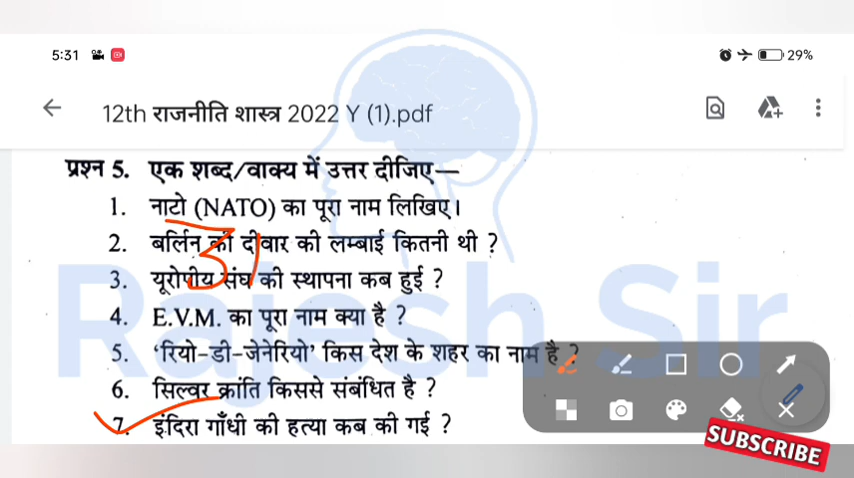 5:31
29%
12th राजनीति शास्त्र 2022 Y (1).pdf
प्रश्न 5. एक शब्द/वाक्य में उत्तर दीजिए—
1. नाटो (NATO) का पूरा नाम लिखिए।
2. बर्लिन की दीवार की लम्बाई कितनी थी ?
3. यूरोपीय संघ की स्थापना कब हुई ?
4. E.V.M. का पूरा नाम क्या है ?
5. ‘रियो-डी-जेनेरियो’ किस देश के शहर का नाम है ?
6. सिल्वर क्रांति किससे संबंधित है ?
7. इंदिरा गाँधी की हत्या कब की गई ?
Rajesh Sir
SUBSCRIBE